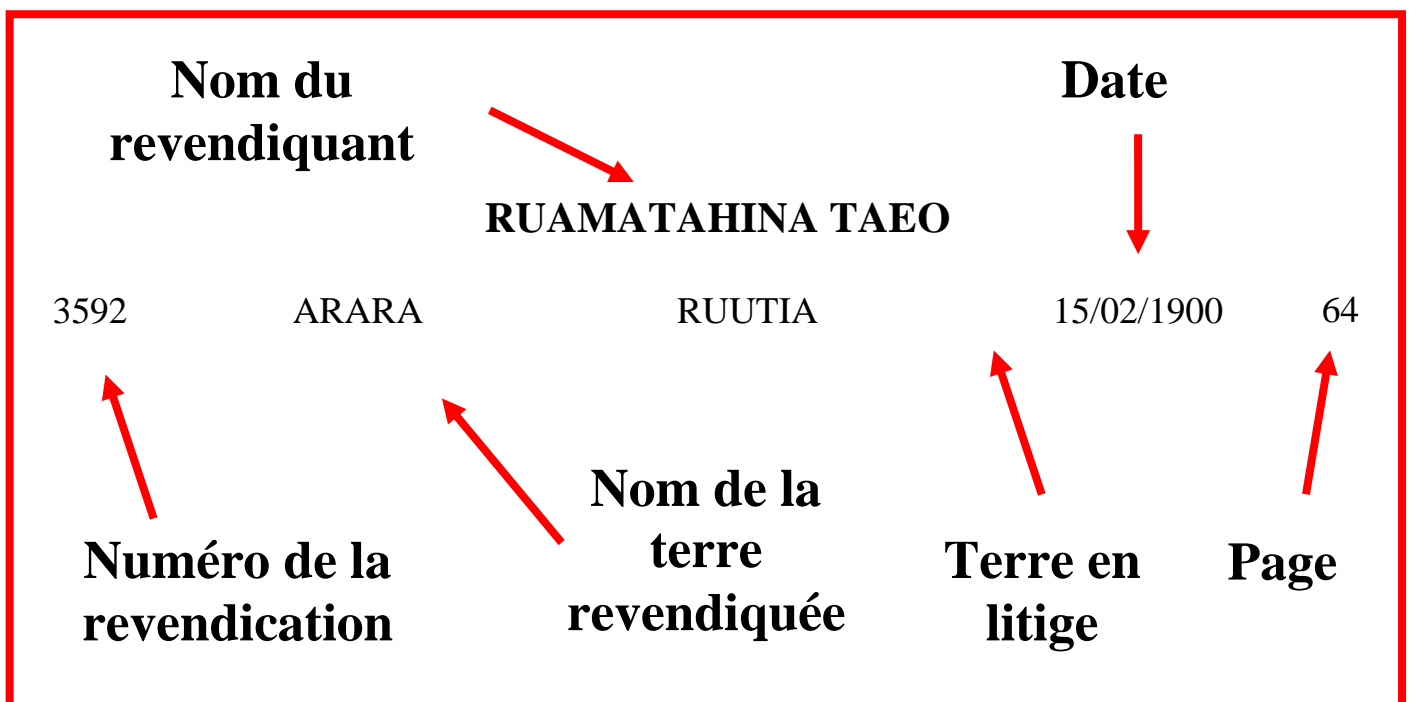 Nom du
revendiquant
Date
RUAMATAHINA TAEO
3592 ARARA RUUTIA 15/02/1900 64
Numéro de la
revendication
Nom de la
terre
revendiquée
Terre en
litige
Page